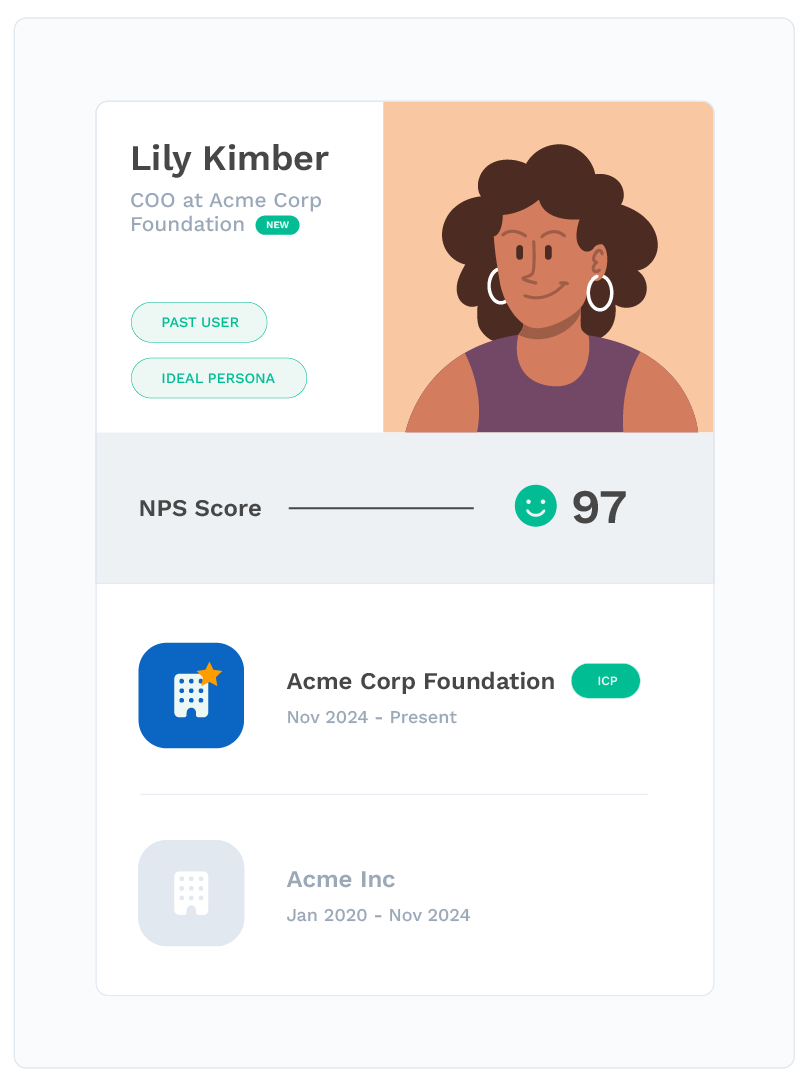 Lily Kimber
COO at Acme Corp
Foundation NEW
PAST USER
IDEAL PERSONA
NPS Score 97
Acme Corp Foundation ICP
Nov 2024 - Present
Acme Inc
Jan 2020 - Nov 2024